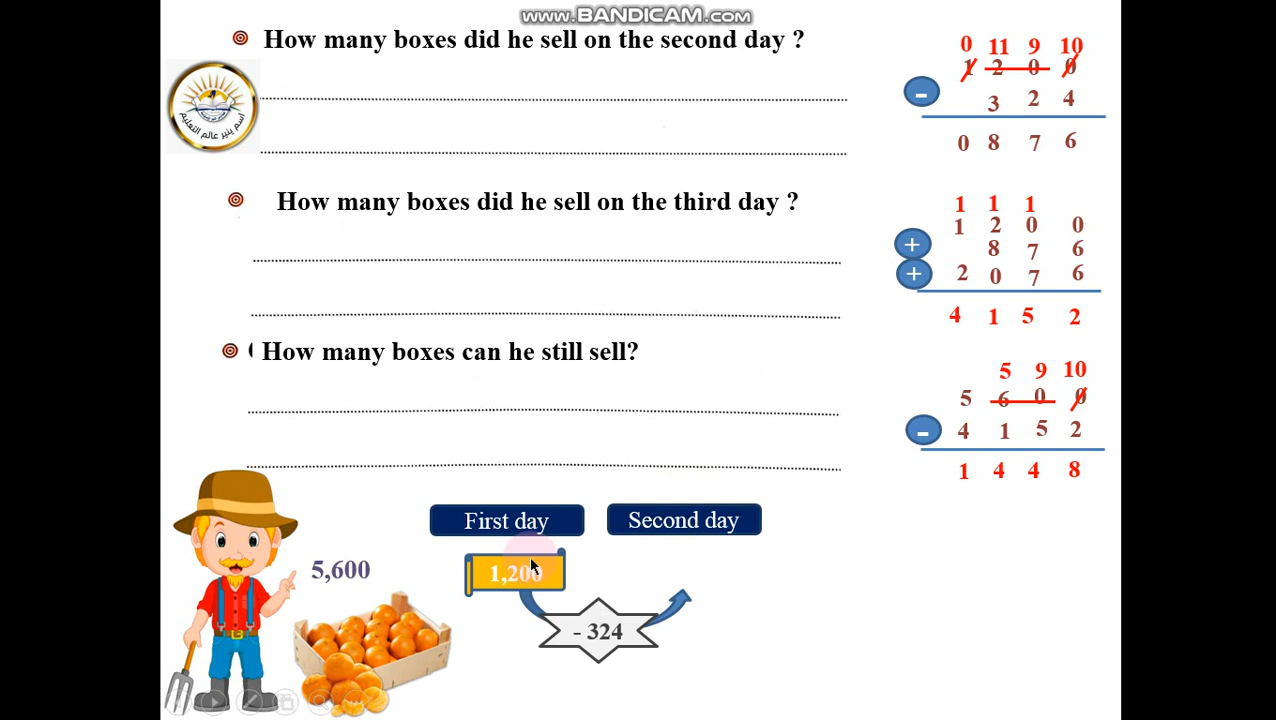 www.BANDICAM.com
How many boxes did he sell on the second day ?
اسم ينير عالم التعليم
How many boxes did he sell on the third day ?
( How many boxes can he still sell?
0 11 9 10
1 2 0 0
- 3 2 4
0 8 7 6
1 1 1
1 2 0 0
+ 8 7 6
+ 2 0 7 6
4 1 5 2
5 9 10
5 6 0 0
- 4 1 5 2
1 4 4 8
First day
Second day
5,600
1,200
- 324